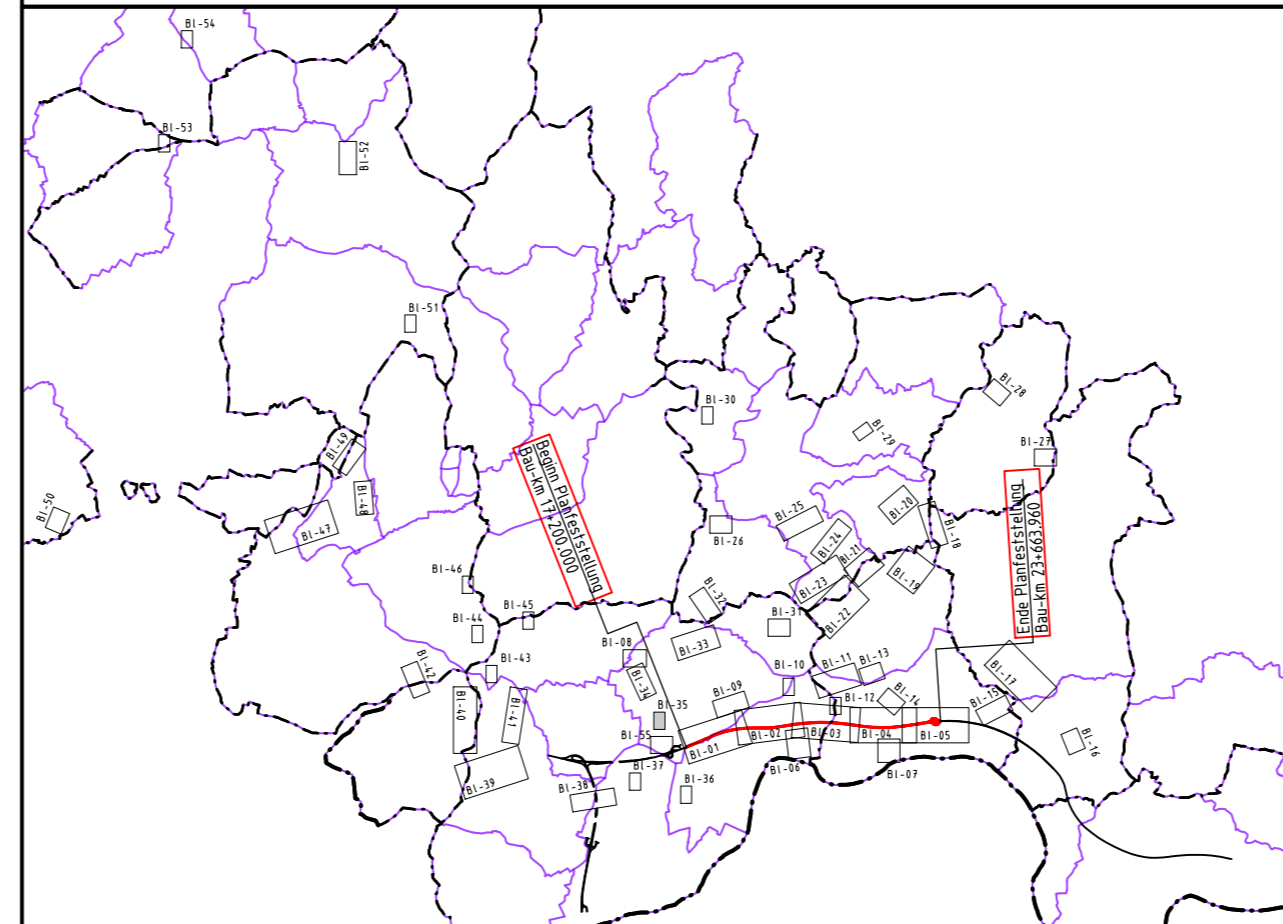 Bl-54
Bl-53
Bl-52
Bl-51
Bl-28
Bl-30
Bl-29
Bl-27
Bl-49
Bl-48
Bl-50
Bl-47
Beginn Planfeststellung
Bau-km 17+200.000
Bl-25
Bl-20
Bl-26
Bl-24
Bl-18
Bl-21
Ende Planfeststellung
Bau-km 23+663.960
Bl-46
Bl-23
Bl-19
Bl-32
Bl-45
Bl-31
Bl-22
Bl-44
Bl-08
Bl-33
Bl-43
Bl-42
Bl-34
Bl-10
Bl-11
Bl-13
Bl-17
Bl-40
Bl-41
Bl-09
Bl-12
Bl-14
Bl-15
Bl-35
Bl-55
Bl-01
Bl-02
Bl-03
Bl-04
Bl-05
Bl-16
Bl-37
Bl-06
Bl-07
Bl-39
Bl-38
Bl-36